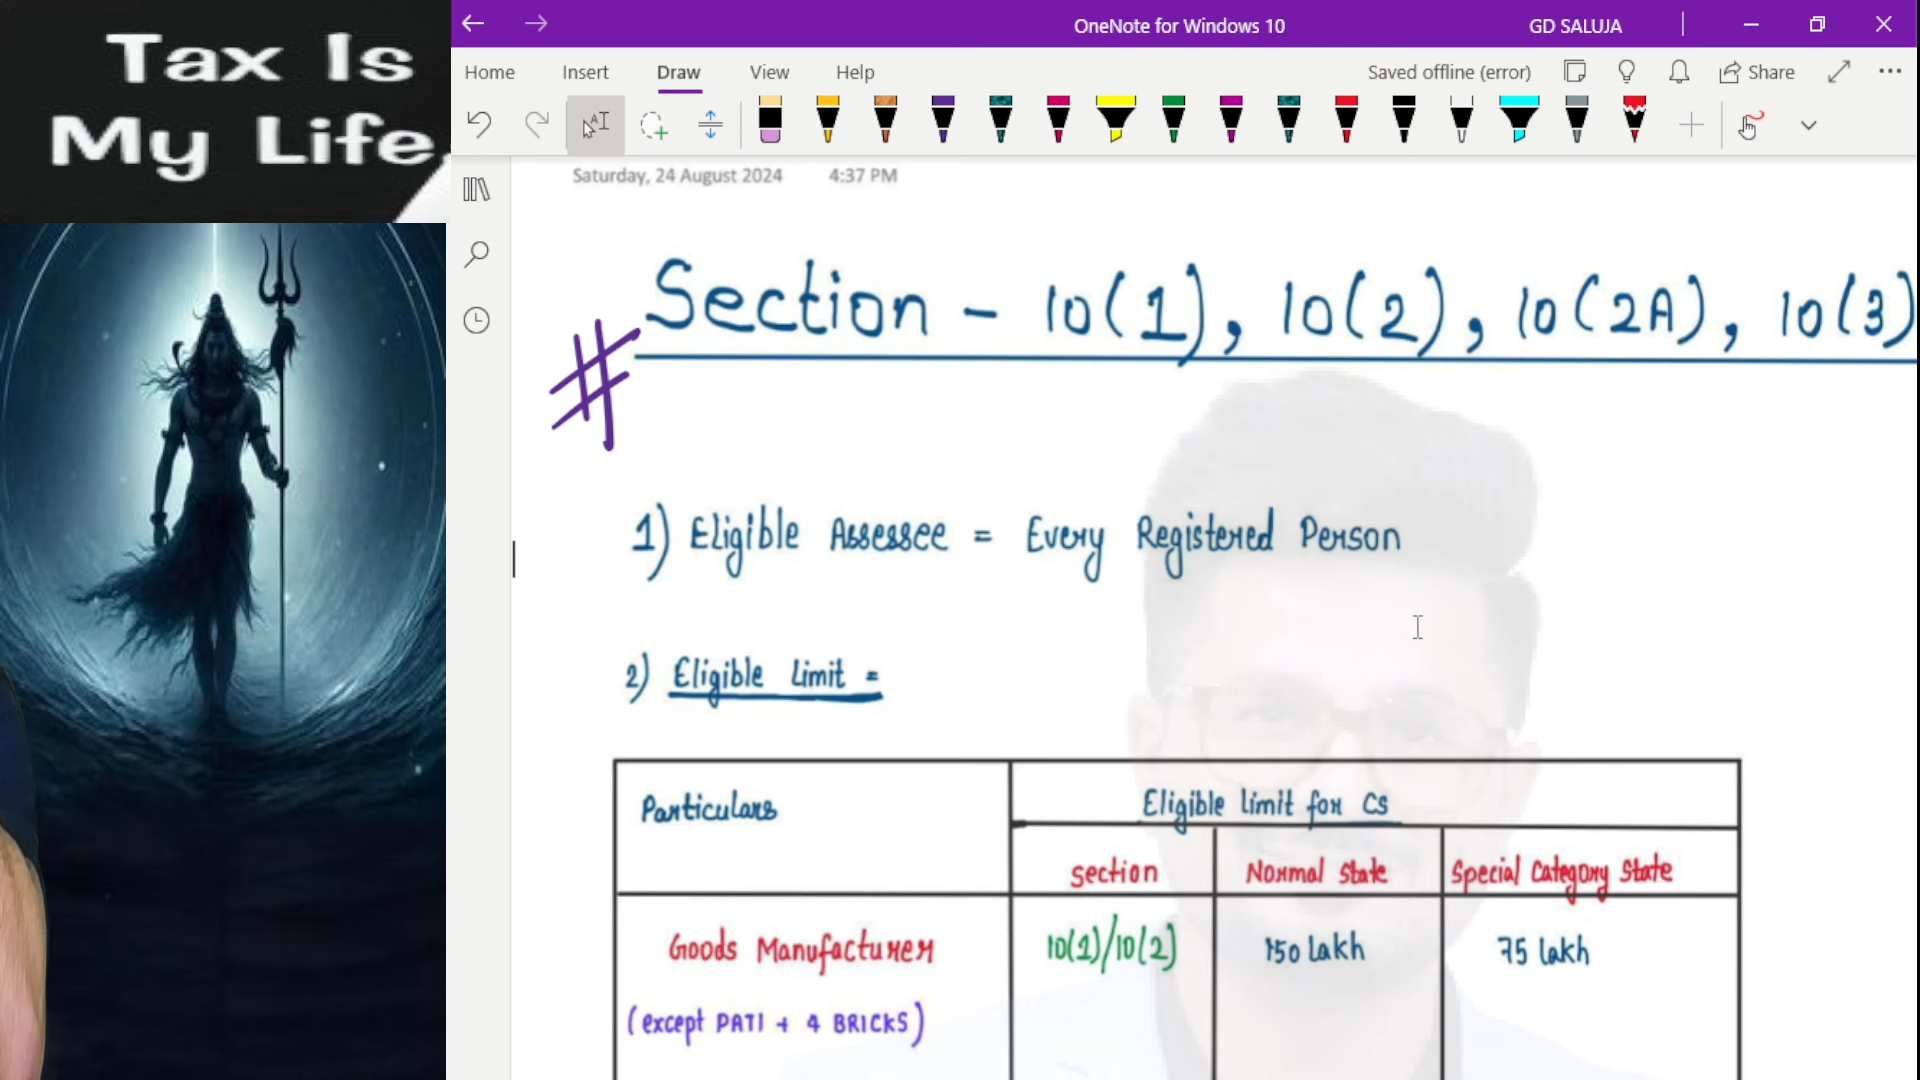 Tax Is
My Life.
OneNote for Windows 10
GD SALUJA
Home Insert Draw View Help
Saved offline (error)
Share
Saturday, 24 August 2024 4:37 PM
# Section - 10(1), 10(2), 10(2A), 10(3)
1) Eligible Assessee = Every Registered Person
2) Eligible Limit =
Particulars
Eligible limit for CS
Section Normal State Special Category State
Goods Manufacturer 10(1)/10(2) 150 lakh 75 lakh
(except PATI + 4 BRICKS)